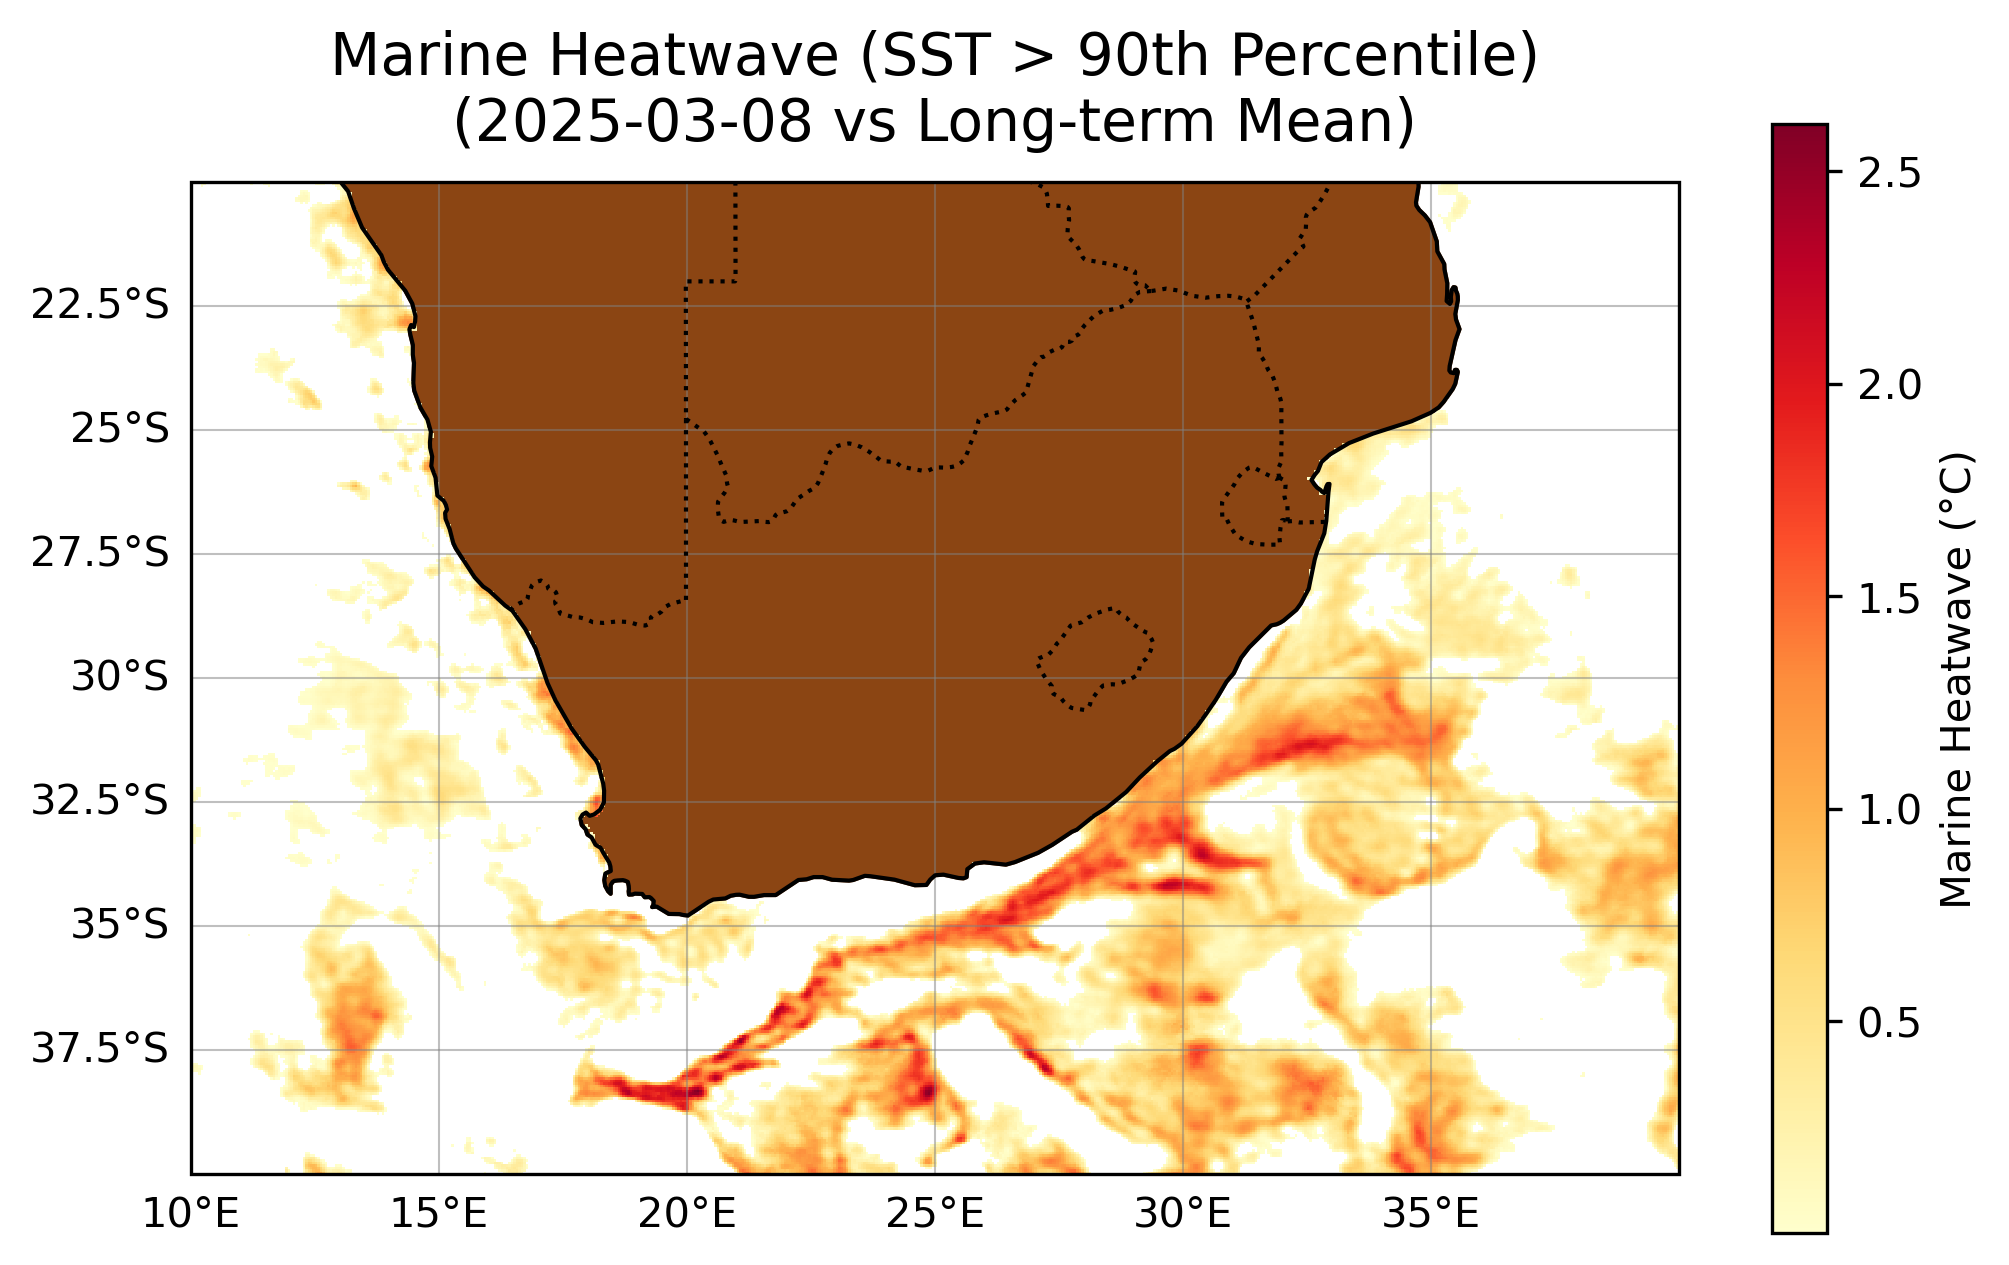 Marine Heatwave (SST > 90th Percentile)
(2025-03-08 vs Long-term Mean)
22.5°S
25°S
27.5°S
30°S
32.5°S
35°S
37.5°S
10°E
15°E
20°E
25°E
30°E
35°E
2.5
2.0
1.5
1.0
0.5
Marine Heatwave (°C)